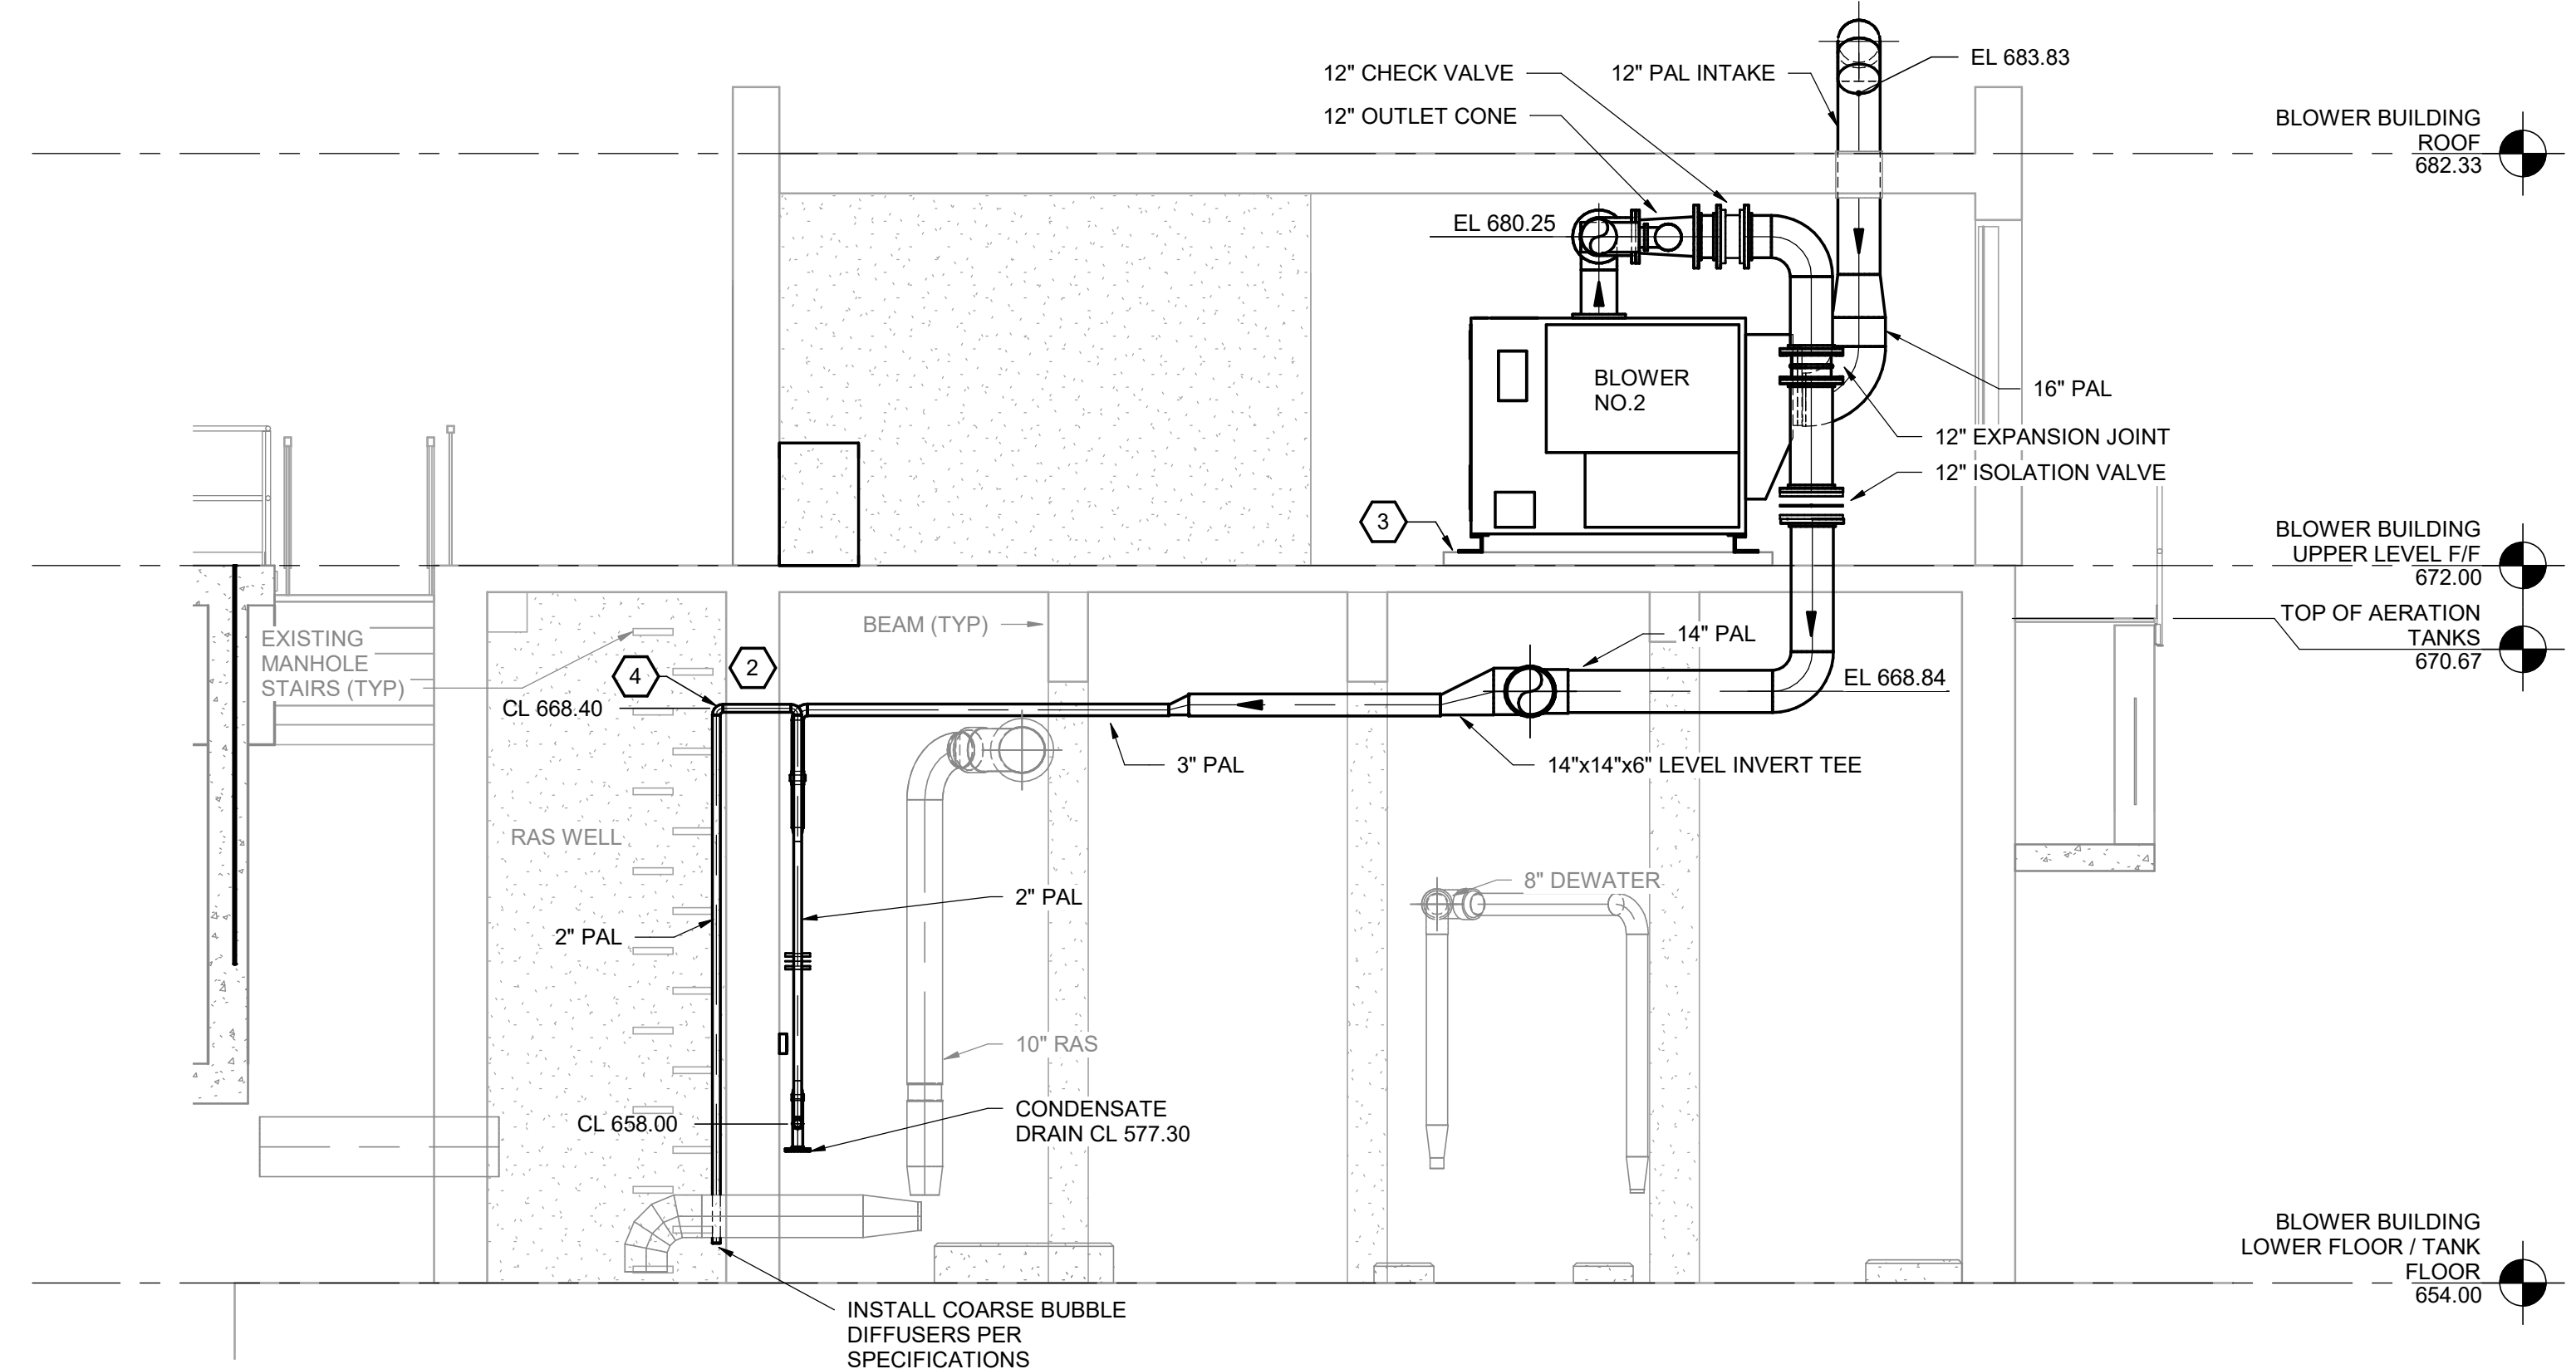 12" CHECK VALVE
12" PAL INTAKE
EL 683.83
12" OUTLET CONE
BLOWER BUILDING
ROOF
682.33
EL 680.25
BLOWER
NO.2
16" PAL
12" EXPANSION JOINT
12" ISOLATION VALVE
3
BLOWER BUILDING
UPPER LEVEL F/F
672.00
TOP OF AERATION
TANKS
670.67
EXISTING
MANHOLE
STAIRS (TYP)
BEAM (TYP)
14" PAL
4
2
CL 668.40
EL 668.84
3" PAL
14"x14"x6" LEVEL INVERT TEE
RAS WELL
8" DEWATER
2" PAL
2" PAL
10" RAS
CL 658.00
CONDENSATE
DRAIN CL 577.30
BLOWER BUILDING
LOWER FLOOR / TANK
FLOOR
654.00
INSTALL COARSE BUBBLE
DIFFUSERS PER
SPECIFICATIONS